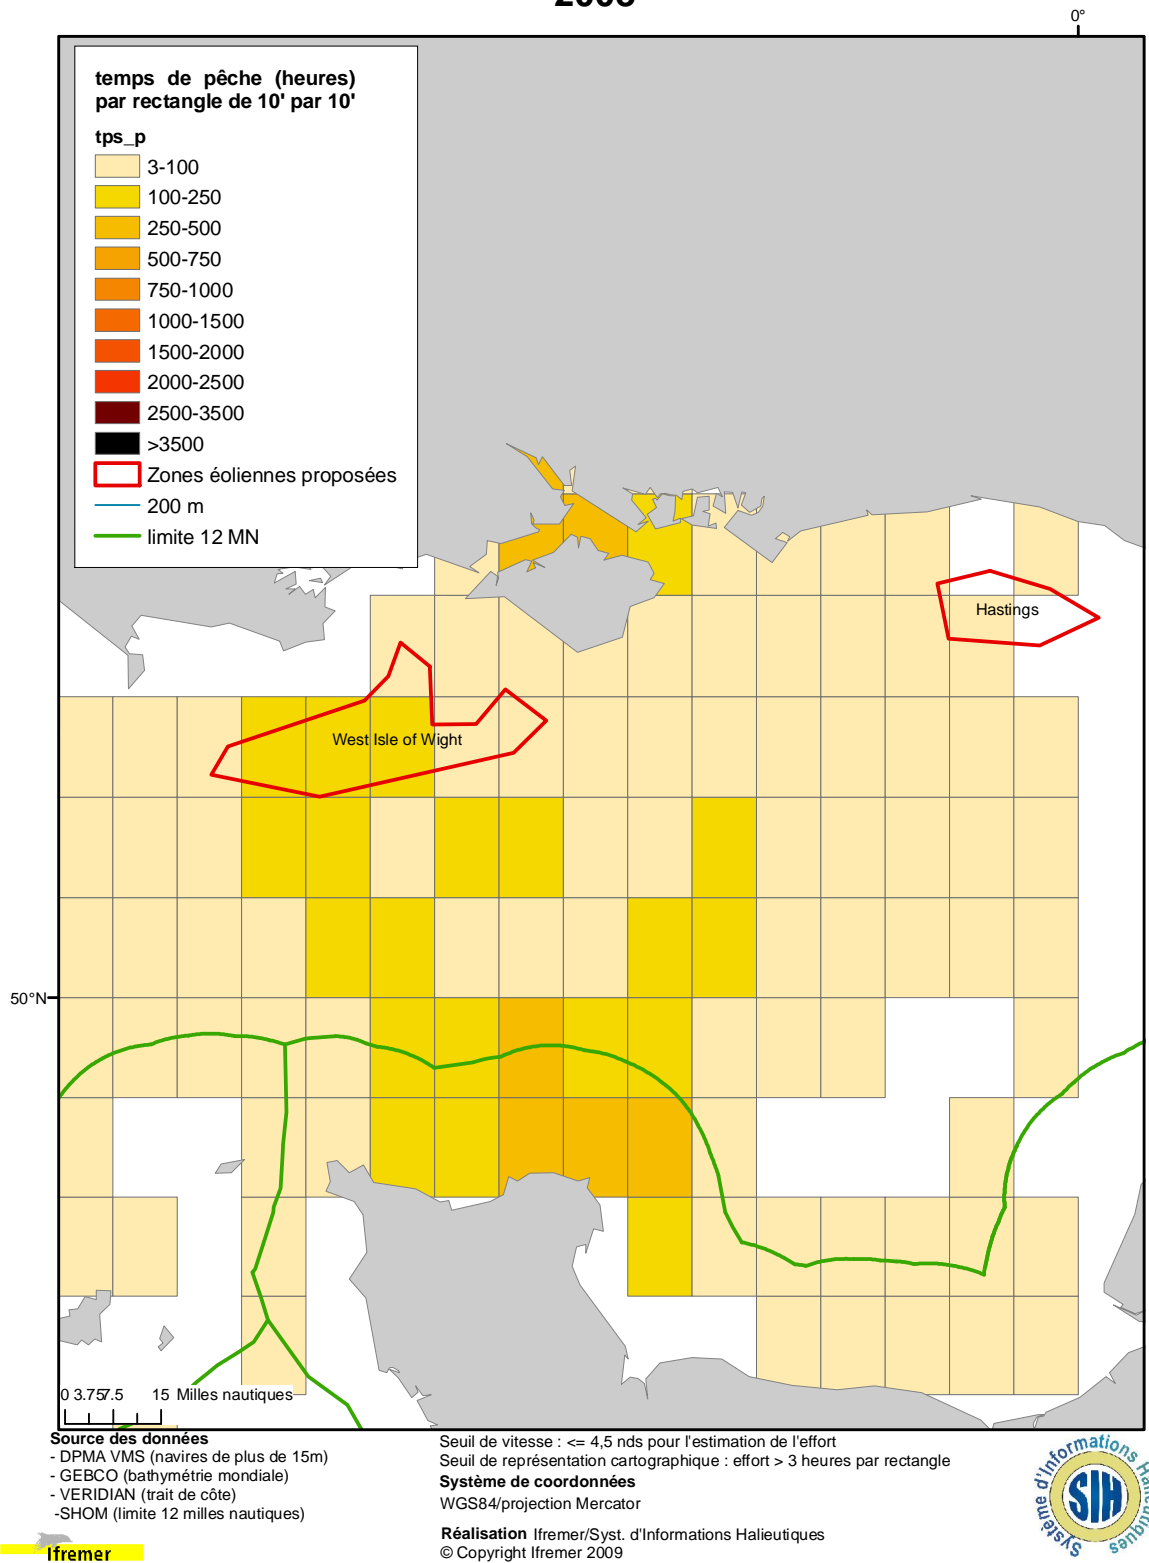 0°
temps de pêche (heures)
par rectangle de 10' par 10'
tps_p
3-100
100-250
250-500
500-750
750-1000
1000-1500
1500-2000
2000-2500
2500-3500
>3500
Zones éoliennes proposées
200 m
limite 12 MN
Hastings
West Isle of Wight
50°N
0 3.757.5 15 Milles nautiques
Source des données
- DPMA VMS (navires de plus de 15m)
- GEBCO (bathymétrie mondiale)
- VERIDIAN (trait de côte)
-SHOM (limite 12 milles nautiques)
Ifremer
Seuil de vitesse : <= 4,5 nds pour l'estimation de l'effort
Seuil de représentation cartographique : effort > 3 heures par rectangle
Système de coordonnées
WGS84/projection Mercator
Réalisation Ifremer/Syst. d'Informations Halieutiques
© Copyright Ifremer 2009
Système d'Informations Halieutiques
SIH